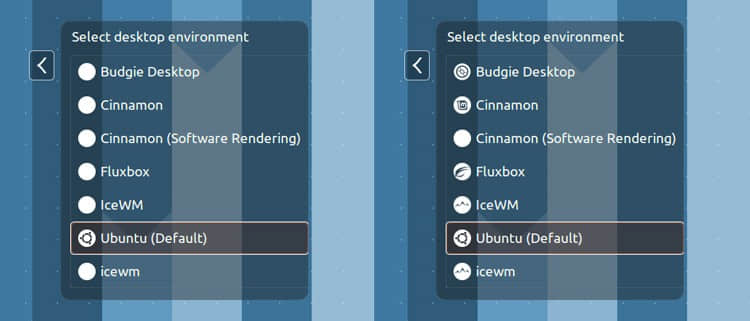 Select desktop environment
Budgie Desktop
Cinnamon
Cinnamon (Software Rendering)
Fluxbox
IceWM
Ubuntu (Default)
icewm
Select desktop environment
Budgie Desktop
Cinnamon
Cinnamon (Software Rendering)
Fluxbox
IceWM
Ubuntu (Default)
icewm